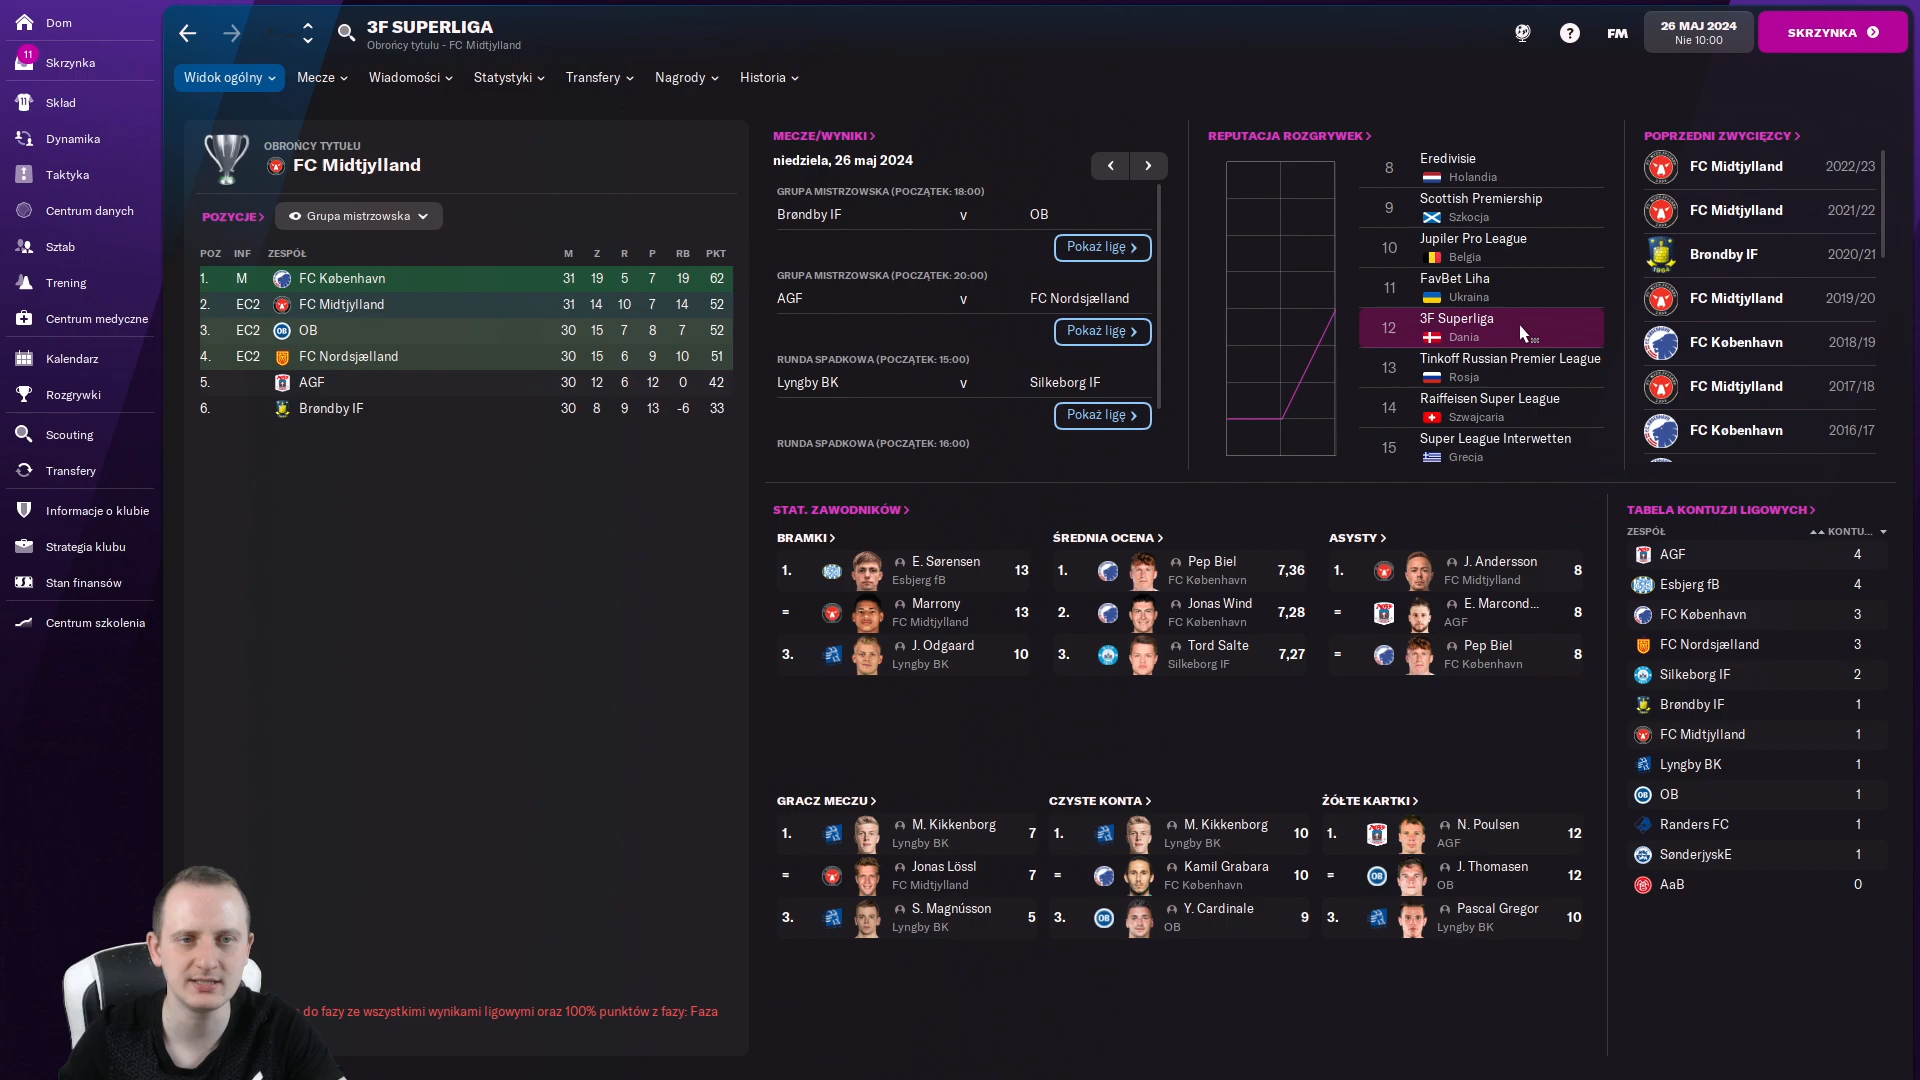 Dom
11
Skrzynka
Skład
Dynamika
Taktyka
Centrum danych
Sztab
Trening
Centrum medyczne
Kalendarz
Rozgrywki
Scouting
Transfery
Informacje o klubie
Strategia klubu
Stan finansów
Centrum szkolenia
3F SUPERLIGA
Obrońcy tytulu - FC Midtjylland
FM
26 MAJ 2024
Nie 10:00
SKRZYNKA
Widok ogólny
Mecze
Wiadomości
Statystyki
Transfery
Nagrody
Historia
OBROŃCY TYTUŁU
FC Midtjylland
POZYCJE
Grupa mistrzowska
POZ INF ZESPÓŁ M Z R P RB PKT
1. M FC København 31 19 5 7 19 62
2. EC2 FC Midtjylland 31 14 10 7 14 52
3. EC2 OB 30 15 7 8 7 52
4. EC2 FC Nordsjælland 30 15 6 9 10 51
5. AGF 30 12 6 12 0 42
6. Brøndby IF 30 8 9 13 -6 33
do fazy ze wszystkimi wynikami ligowymi oraz 100% punktów z fazy: Faza
MECZE/WYNIKI
niedziela, 26 maj 2024
GRUPA MISTRZOWSKA (POCZĄTEK: 18:00)
Brøndby IF v OB
Pokaż ligę
GRUPA MISTRZOWSKA (POCZĄTEK: 20:00)
AGF v FC Nordsjælland
Pokaż ligę
RUNDA SPADKOWA (POCZĄTEK: 15:00)
Lyngby BK v Silkeborg IF
Pokaż ligę
RUNDA SPADKOWA (POCZĄTEK: 16:00)
REPUTACJA ROZGRYWEK
8 Eredivisie
Holandia
9 Scottish Premiership
Szkocja
10 Jupiler Pro League
Belgia
11 FavBet Liha
Ukraina
12 3F Superliga
Dania
13 Tinkoff Russian Premier League
Rosja
14 Raiffeisen Super League
Szwajcaria
15 Super League Interwetten
Grecja
POPRZEDNI ZWYCIĘZCY
FC Midtjylland 2022/23
FC Midtjylland 2021/22
Brøndby IF 2020/21
FC Midtjylland 2019/20
FC København 2018/19
FC Midtjylland 2017/18
FC København 2016/17
STAT. ZAWODNIKÓW
BRAMKI
1. E. Sørensen 13
Esbjerg fB
= Marrony 13
FC Midtjylland
3. J. Odgaard 10
Lyngby BK
ŚREDNIA OCENA
1. Pep Biel 7,36
FC København
2. Jonas Wind 7,28
FC København
3. Tord Salte 7,27
Silkeborg IF
ASYSTY
1. J. Andersson 8
FC Midtjylland
= E. Marcond... 8
AGF
= Pep Biel 8
FC København
GRACZ MECZU
1. M. Kikkenborg 7
Lyngby BK
= Jonas Lössl 7
FC Midtjylland
3. S. Magnússon 5
Lyngby BK
CZYSTE KONTA
1. M. Kikkenborg 10
Lyngby BK
= Kamil Grabara 10
FC København
3. Y. Cardinale 9
OB
ŻÓŁTE KARTKI
1. N. Poulsen 12
AGF
= J. Thomasen 12
OB
3. Pascal Gregor 10
Lyngby BK
TABELA KONTUZJI LIGOWYCH
ZESPÓŁ KONTU...
AGF 4
Esbjerg fB 4
FC København 3
FC Nordsjælland 3
Silkeborg IF 2
Brøndby IF 1
FC Midtjylland 1
Lyngby BK 1
OB 1
Randers FC 1
SønderjyskE 1
AaB 0